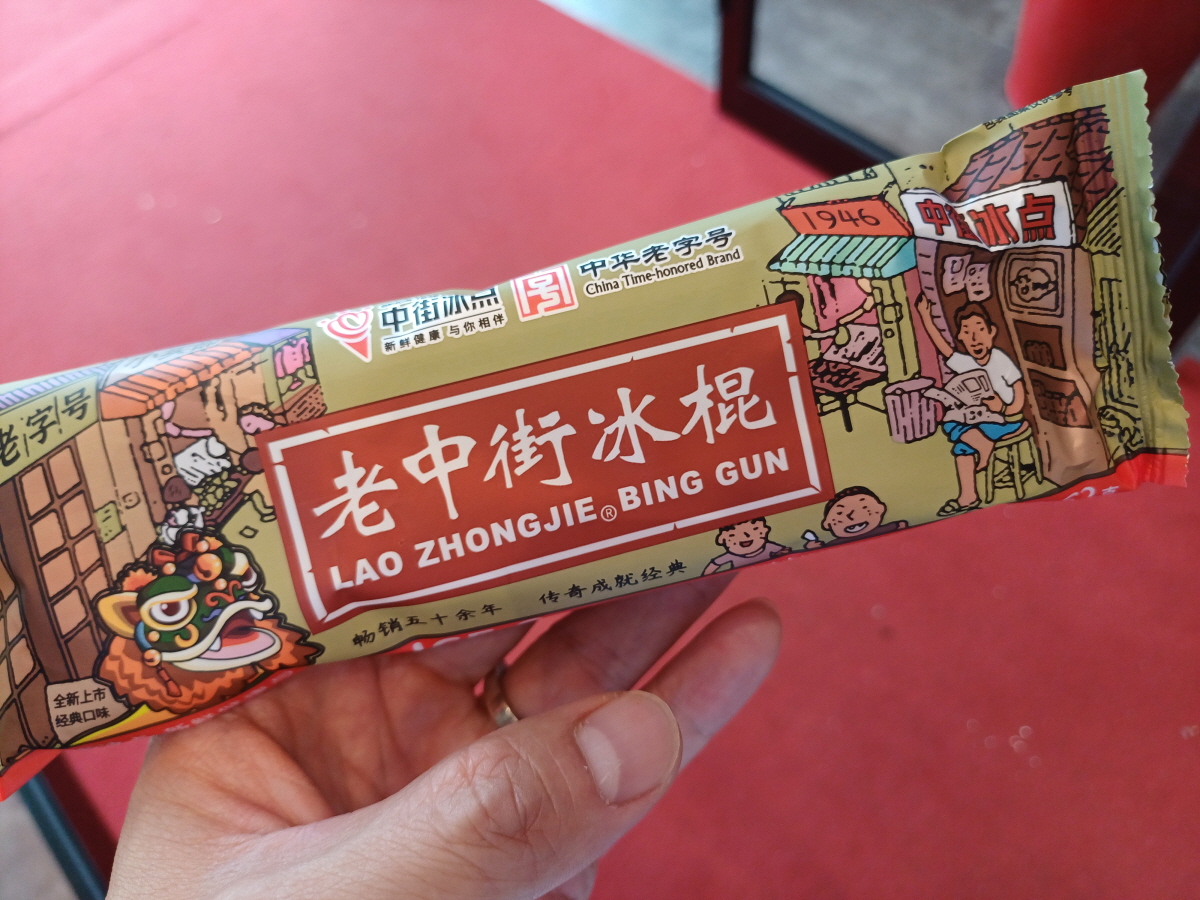 中街冰点
新鲜健康 与你相伴
中华老字号
China Time-honored Brand
1946
中街冰点
老字号
老中街冰棍
LAO ZHONGJIE® BING GUN
畅销五十余年 传奇成就经典
全新上市
经典口味